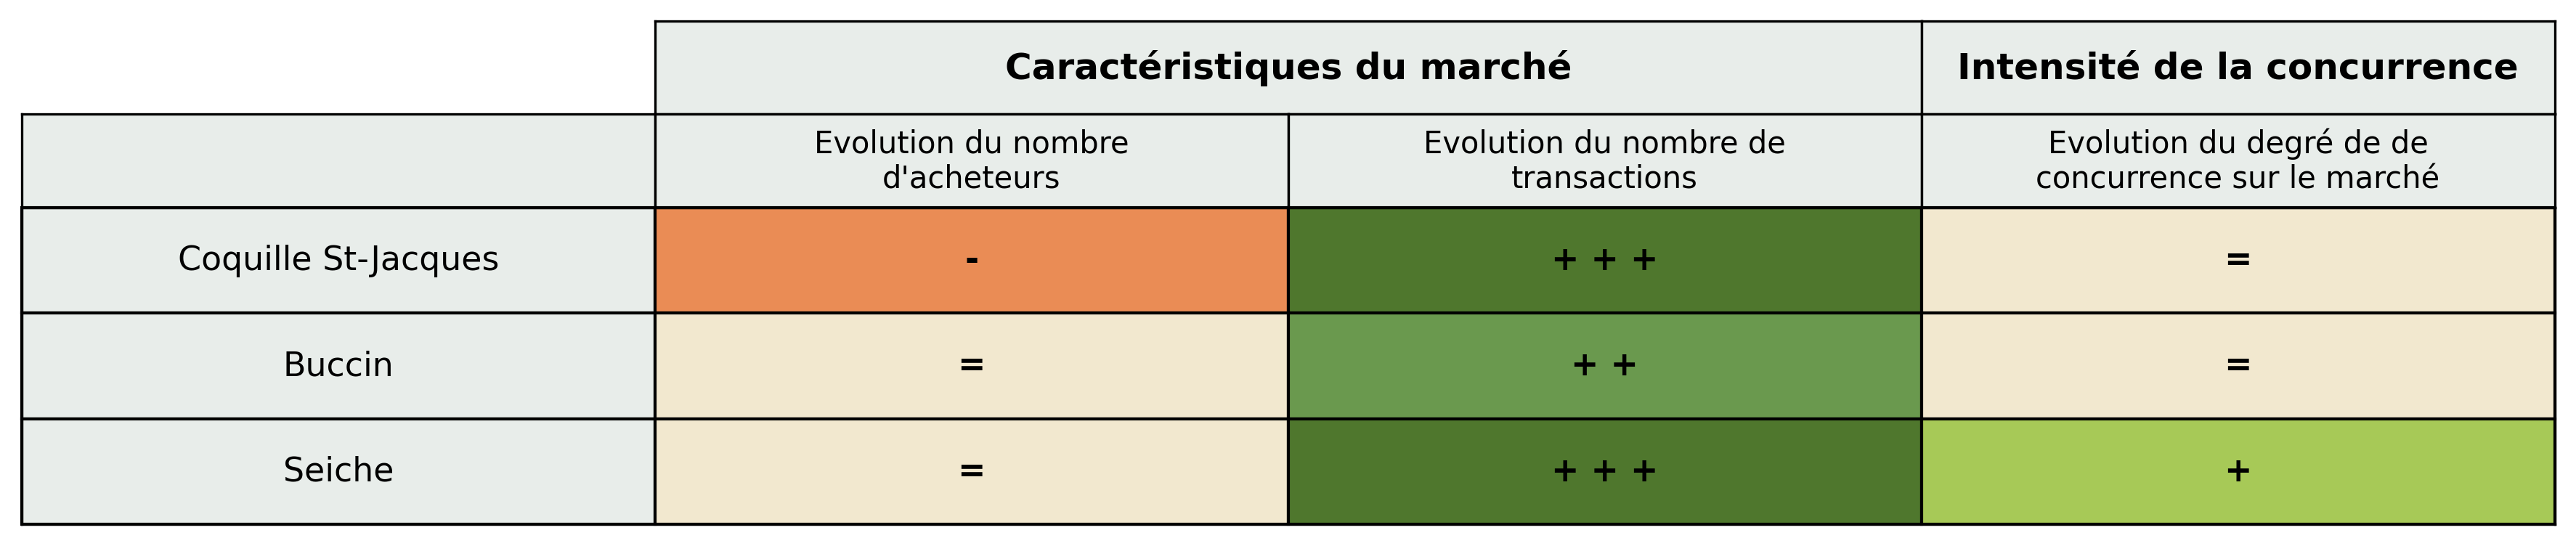 Caractéristiques du marché
Intensité de la concurrence
Evolution du nombre
d'acheteurs
Evolution du nombre de
transactions
Evolution du degré de de
concurrence sur le marché
Coquille St-Jacques
-
+ + +
=
Buccin
=
+ +
=
Seiche
=
+ + +
+